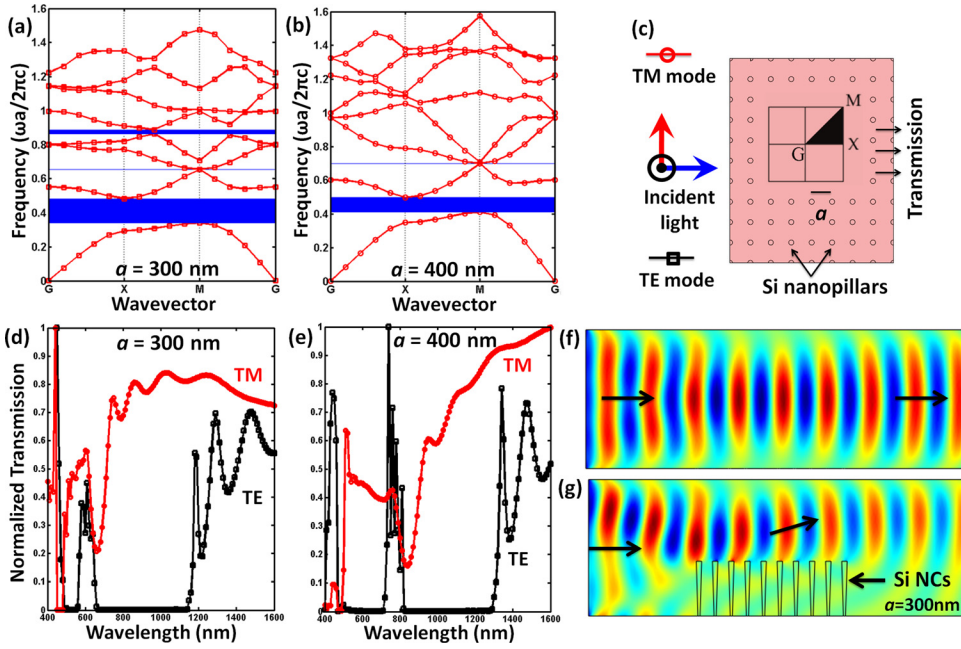 (a)
Frequency (ωa/2πc)
1.6
1.4
1.2
1
0.8
0.6
0.4
0.2
0
a = 300 nm
G X M G
Wavevector
(b)
Frequency (ωa/2πc)
1.6
1.4
1.2
1
0.8
0.6
0.4
0.2
0
a = 400 nm
G X M G
Wavevector
(c)
TM mode
Incident
light
TE mode
M
X
G
a
Transmission
Si nanopillars
(d)
Normalized Transmission
1
0.9
0.8
0.7
0.6
0.5
0.4
0.3
0.2
0.1
0
a = 300 nm
TM
TE
400 600 800 1000 1200 1400 1600
Wavelength (nm)
(e)
1
0.9
0.8
0.7
0.6
0.5
0.4
0.3
0.2
0.1
0
a = 400 nm
TM
TE
400 600 800 1000 1200 1400 1600
Wavelength (nm)
(f)
(g)
Si NCs
a=300nm